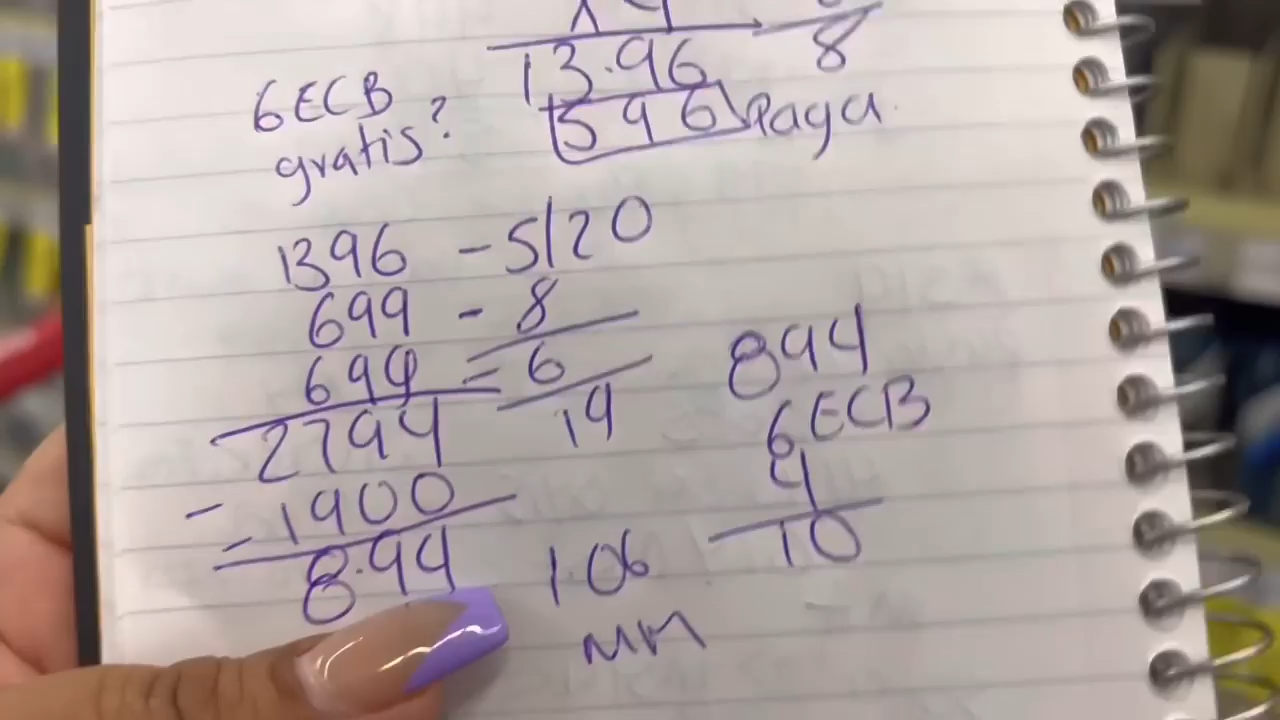 8
13.96
6ECB
gratis?
596 Paga.
1396 - 5/20
699 - 8
699 = 6
2794
19
- 1900
= 8.94
1.06
MM
894
6ECB
4
10